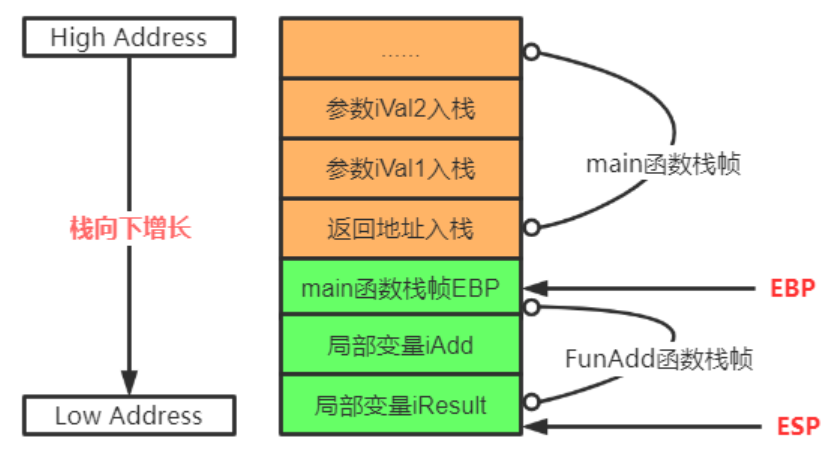 High Address
栈向下增长
Low Address
......
参数iVal2入栈
参数iVal1入栈
返回地址入栈
main函数栈帧EBP
局部变量iAdd
局部变量iResult
main函数栈帧
EBP
FunAdd函数栈帧
ESP